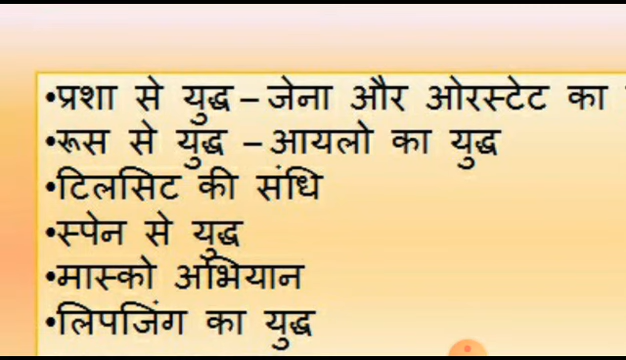 •प्रशा से युद्ध – जेना और ओरस्टेट का
•रूस से युद्ध – आयलो का युद्ध
•टिलसिट की संधि
•स्पेन से युद्ध
•मास्को अभियान
•लिपजिंग का युद्ध